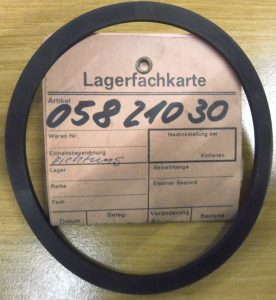 Lagerfachkarte
Artikel
058 210 30
Waren Nr.
Nachbestellung bei
Einheiten
Einheitsbezeichnung
Dichtung
Lager
Bestellmenge
Reihe
Eiserner Bestand
Fach
Datum Beleg- Veränderung Bestand